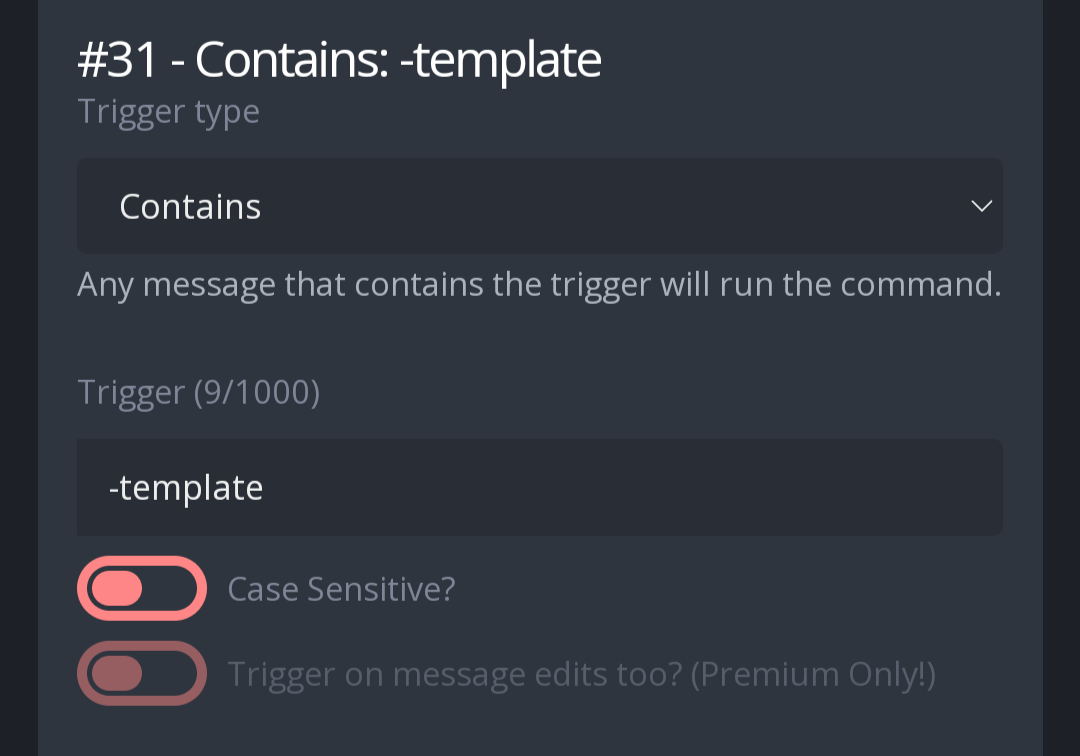 #31 - Contains: -template
Trigger type
Contains
Any message that contains the trigger will run the command.
Trigger (9/1000)
-template
Case Sensitive?
Trigger on message edits too? (Premium Only!)